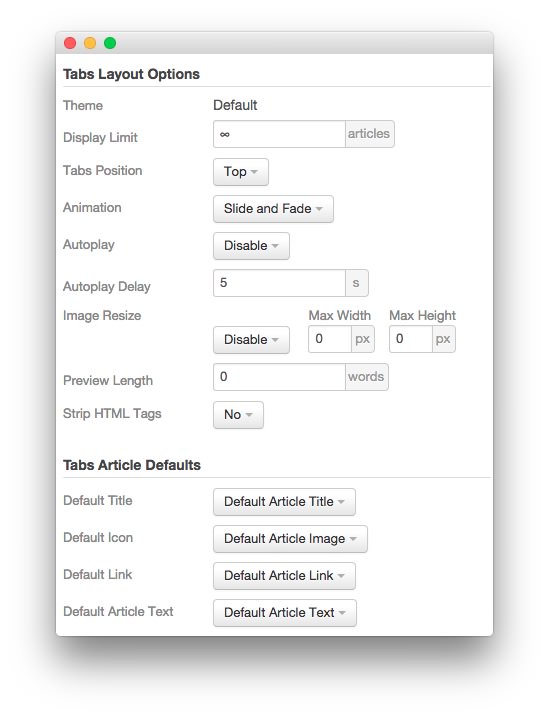 Tabs Layout Options
Theme Default
Display Limit ∞ articles
Tabs Position Top
Animation Slide and Fade
Autoplay Disable
Autoplay Delay 5 s
Image Resize Max Width Max Height
Disable 0 px 0 px
Preview Length 0 words
Strip HTML Tags No
Tabs Article Defaults
Default Title Default Article Title
Default Icon Default Article Image
Default Link Default Article Link
Default Article Text Default Article Text